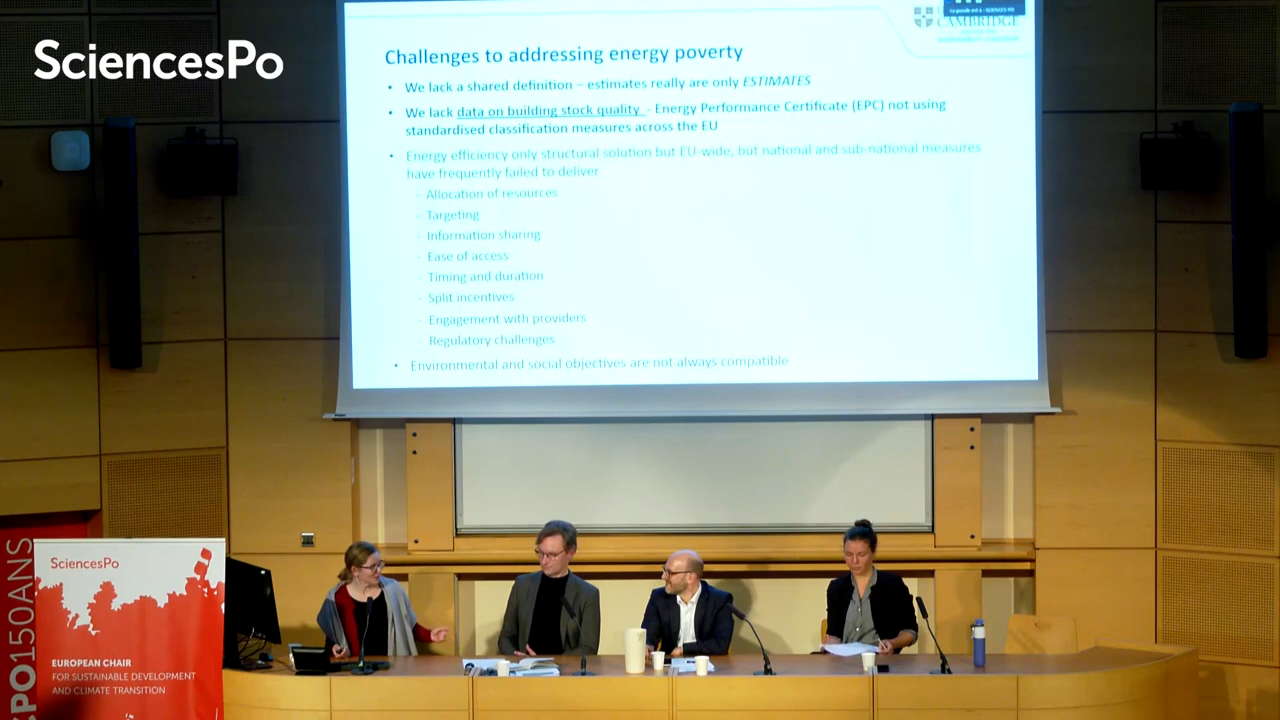 SciencesPo
CAMBRIDGE
Challenges to addressing energy poverty
• We lack a shared definition – estimates really are only ESTIMATES
• We lack data on building stock quality - Energy Performance Certificate (EPC) not using
standardised classification measures across the EU
• Energy efficiency only structural solution but EU-wide, but national and sub-national measures
have frequently failed to deliver
- Allocation of resources
- Targeting
- Information sharing
- Ease of access
- Timing and duration
- Split incentives
- Engagement with providers
- Regulatory challenges
• Environmental and social objectives are not always compatible
PO150ANS
SciencesPo
EUROPEAN CHAIR
FOR SUSTAINABLE DEVELOPMENT
AND CLIMATE TRANSITION